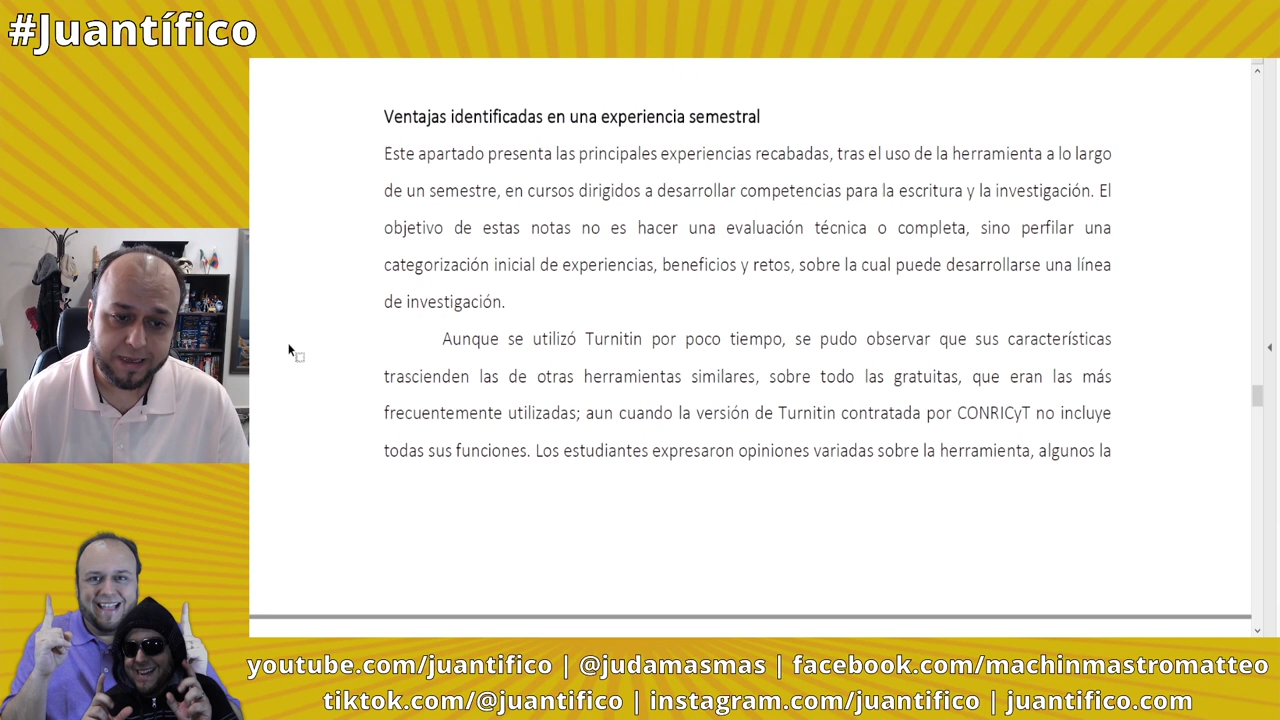 #Juantífico
Ventajas identificadas en una experiencia semestral
Este apartado presenta las principales experiencias recabadas, tras el uso de la herramienta a lo largo
de un semestre, en cursos dirigidos a desarrollar competencias para la escritura y la investigación. El
objetivo de estas notas no es hacer una evaluación técnica o completa, sino perfilar una
categorización inicial de experiencias, beneficios y retos, sobre la cual puede desarrollarse una línea
de investigación.
Aunque se utilizó Turnitin por poco tiempo, se pudo observar que sus características
trascienden las de otras herramientas similares, sobre todo las gratuitas, que eran las más
frecuentemente utilizadas; aun cuando la versión de Turnitin contratada por CONRICyT no incluye
todas sus funciones. Los estudiantes expresaron opiniones variadas sobre la herramienta, algunos la
youtube.com/juantifico | @judamasmas | facebook.com/machinmastromatteo
tiktok.com/@juantifico | instagram.com/juantifico | juantifico.com